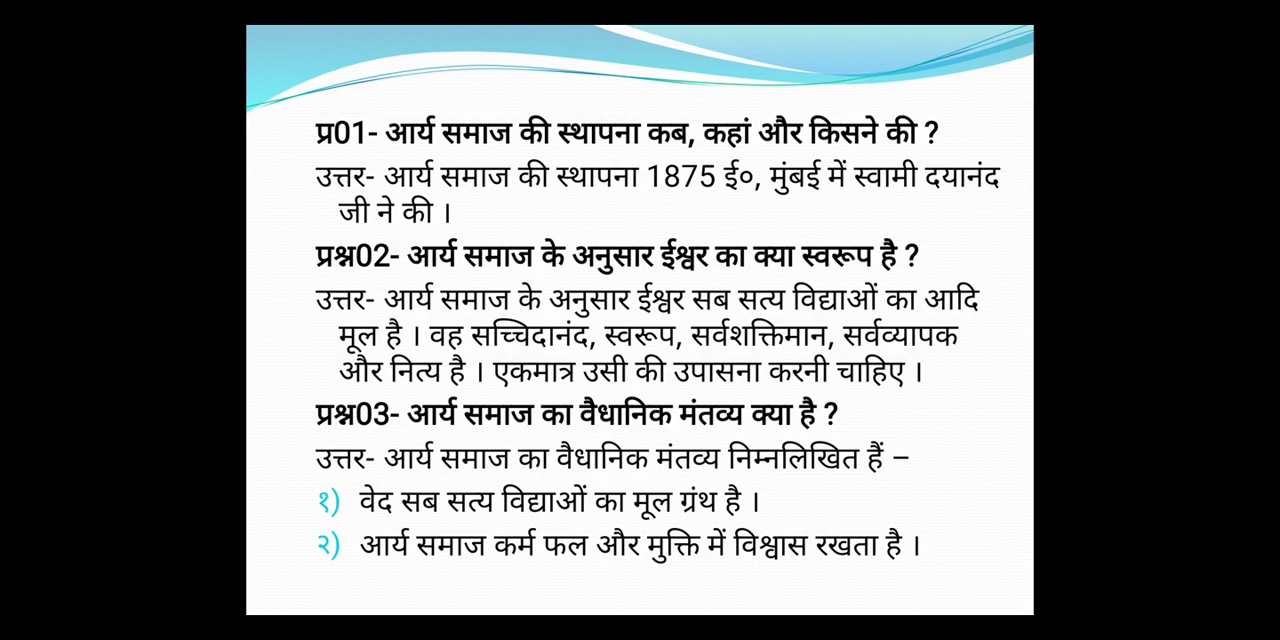 प्र01- आर्य समाज की स्थापना कब, कहां और किसने की ?
उत्तर- आर्य समाज की स्थापना 1875 ई०, मुंबई में स्वामी दयानंद
जी ने की ।
प्रश्न02- आर्य समाज के अनुसार ईश्वर का क्या स्वरूप है ?
उत्तर- आर्य समाज के अनुसार ईश्वर सब सत्य विद्याओं का आदि
मूल है । वह सच्चिदानंद, स्वरूप, सर्वशक्तिमान, सर्वव्यापक
और नित्य है । एकमात्र उसी की उपासना करनी चाहिए ।
प्रश्न03- आर्य समाज का वैधानिक मंतव्य क्या है ?
उत्तर- आर्य समाज का वैधानिक मंतव्य निम्नलिखित हैं –
१) वेद सब सत्य विद्याओं का मूल ग्रंथ है ।
२) आर्य समाज कर्म फल और मुक्ति में विश्वास रखता है ।